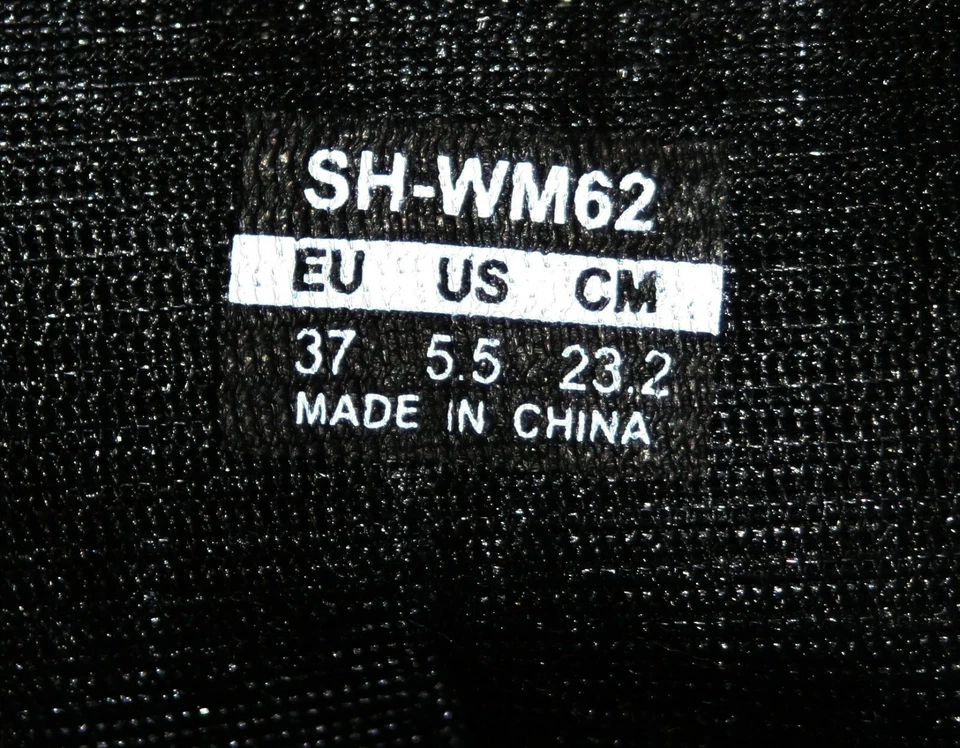 SH-WM62
EU US CM
37 5.5 23.2
MADE IN CHINA